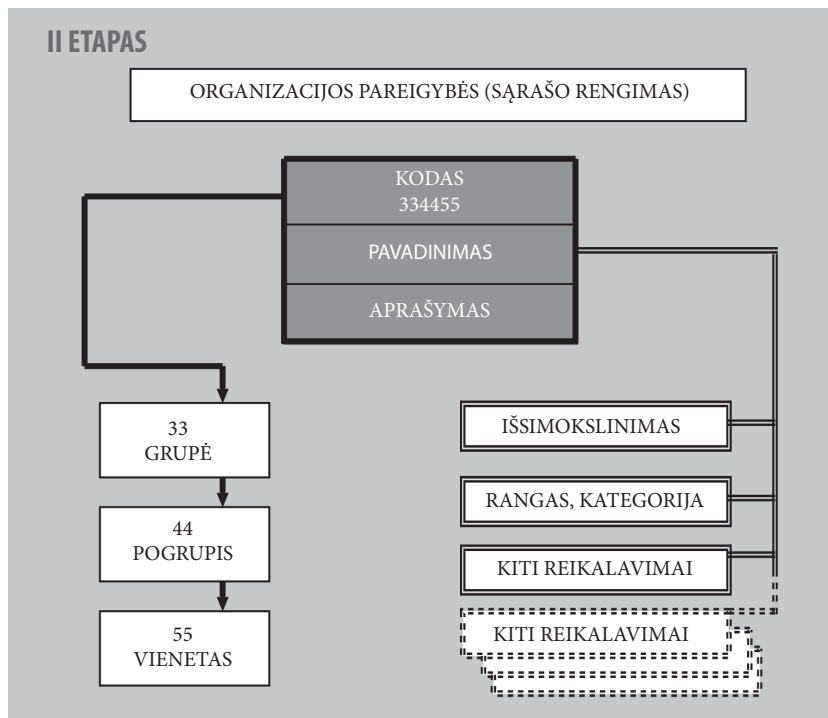 II ETAPAS
ORGANIZACIJOS PAREIGYBĖS (SĄRAŠO RENGIMAS)
KODAS
334455
PAVADINIMAS
APRAŠYMAS
33
GRUPĖ
44
POGRUPIS
55
VIENETAS
IŠSIMOKSLINIMAS
RANGAS, KATEGORIJA
KITI REIKALAVIMAI
KITI REIKALAVIMAI